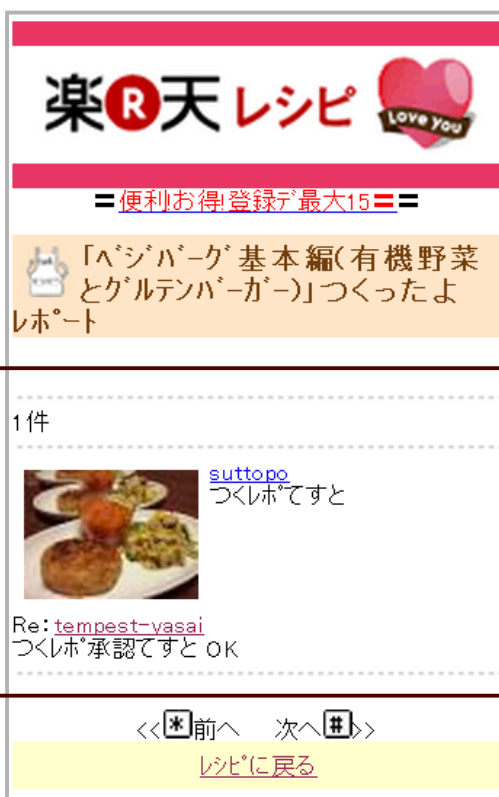 楽R天レシピ
Love You
〓便利!お得!登録ﾃﾞ最大15〓〓
「ﾍﾞｼﾞﾊﾞｰｸﾞ基本編(有機野菜
とｸﾞﾙﾃﾝﾊﾞｰｶﾞｰ)」つくったよ
ﾚﾎﾟｰﾄ
1件
suttopo
つくﾚﾎﾟてすと
Re:tempest-yasai
つくﾚﾎﾟ承認てすと OK
<<*前へ 次へ#>>
ﾚｼﾋﾟに戻る